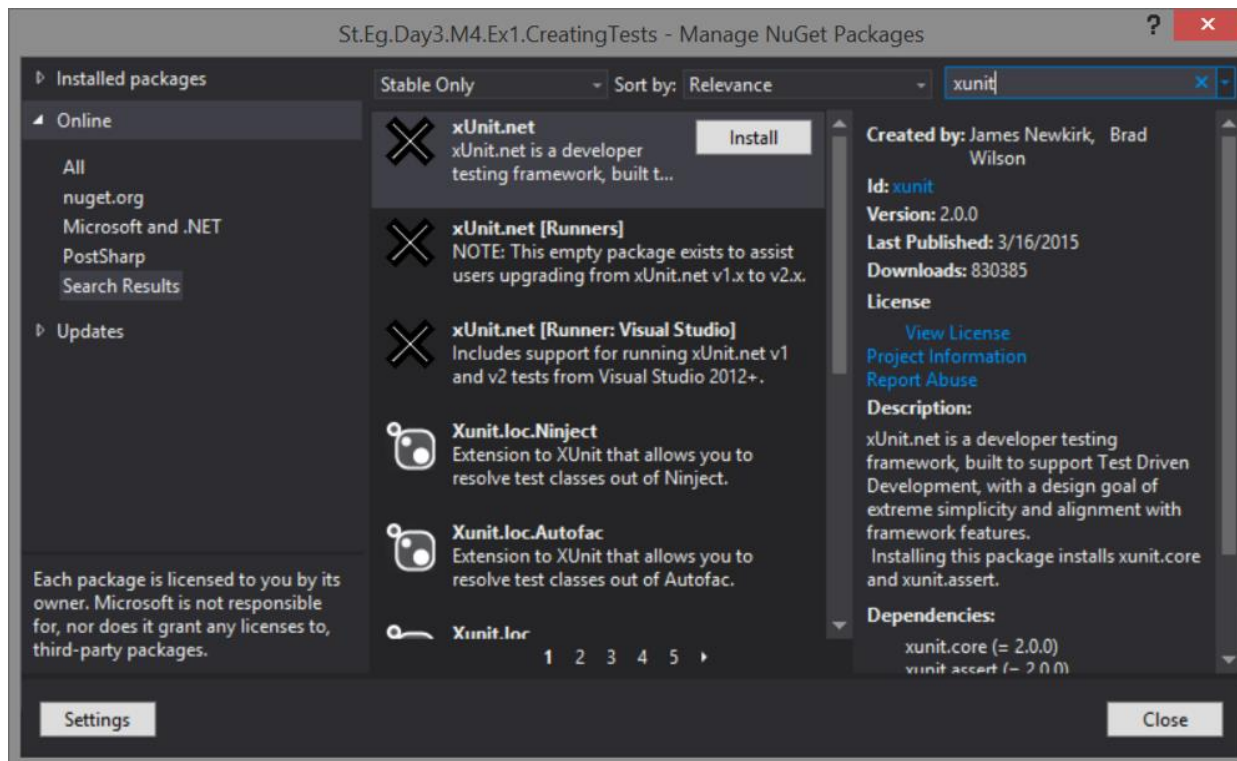 St.Eg.Day3.M4.Ex1.CreatingTests - Manage NuGet Packages
?
×
Installed packages
Online
All
nuget.org
Microsoft and .NET
PostSharp
Search Results
Updates
Each package is licensed to you by its
owner. Microsoft is not responsible
for, nor does it grant any licenses to,
third-party packages.
Stable Only
Sort by: Relevance
xUnit.net
xUnit.net is a developer
testing framework, built t...
Install
xUnit.net [Runners]
NOTE: This empty package exists to assist
users upgrading from xUnit.net v1.x to v2.x.
xUnit.net [Runner: Visual Studio]
Includes support for running xUnit.net v1
and v2 tests from Visual Studio 2012+.
Xunit.Ioc.Ninject
Extension to XUnit that allows you to
resolve test classes out of Ninject.
Xunit.Ioc.Autofac
Extension to XUnit that allows you to
resolve test classes out of Autofac.
Xunit.Ioc
1 2 3 4 5
xunit
Created by: James Newkirk, Brad
Wilson
Id: xunit
Version: 2.0.0
Last Published: 3/16/2015
Downloads: 830385
License
View License
Project Information
Report Abuse
Description:
xUnit.net is a developer testing
framework, built to support Test Driven
Development, with a design goal of
extreme simplicity and alignment with
framework features.
Installing this package installs xunit.core
and xunit.assert.
Dependencies:
xunit.core (= 2.0.0)
xunit.assert (= 2.0.0)
Settings
Close